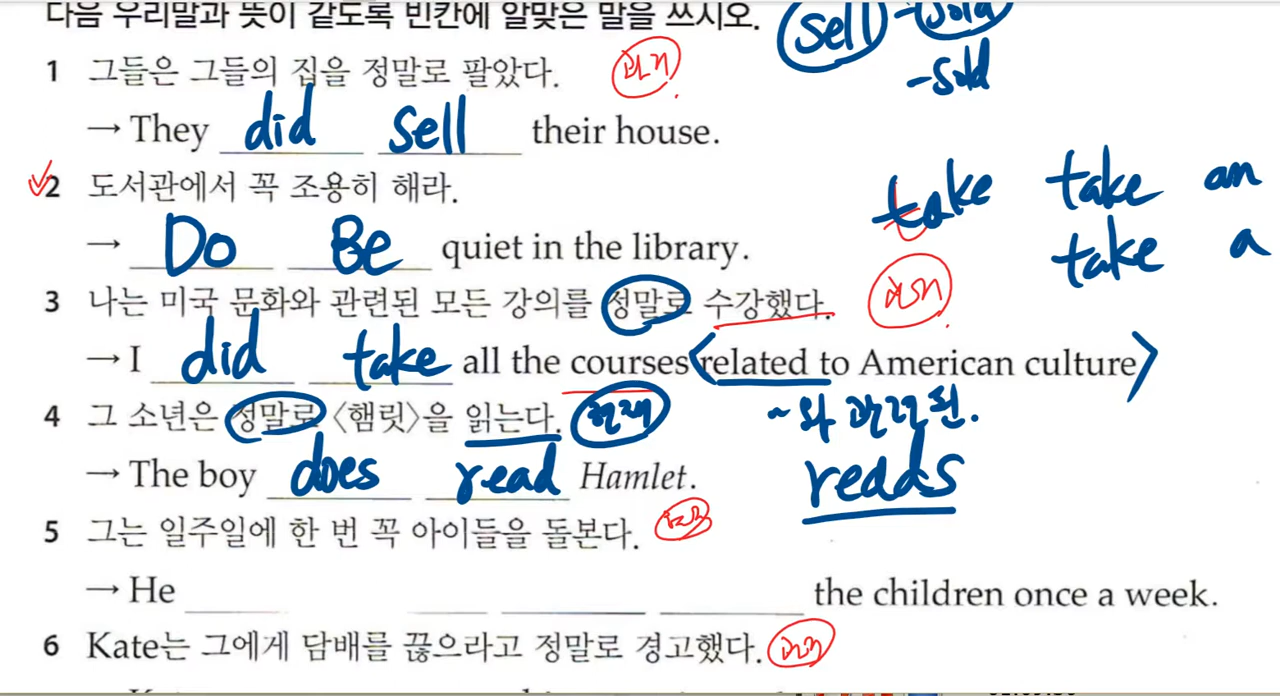 다음 우리말과 뜻이 같도록 빈칸에 알맞은 말을 쓰시오.
sell - sold
- sold
1 그들은 그들의 집을 정말로 팔았다. 과거
→ They did sell their house.
2 도서관에서 꼭 조용히 해라.
take take an
→ Do Be quiet in the library.
take a
3 나는 미국 문화와 관련된 모든 강의를 정말로 수강했다. 과거
→ I did take all the courses <related to American culture>
4 그 소년은 정말로 〈햄릿〉을 읽는다. 현재
~와 관련된.
→ The boy does read Hamlet.
reads
5 그는 일주일에 한 번 꼭 아이들을 돌본다.
→ He the children once a week.
6 Kate는 그에게 담배를 끊으라고 정말로 경고했다. 과거